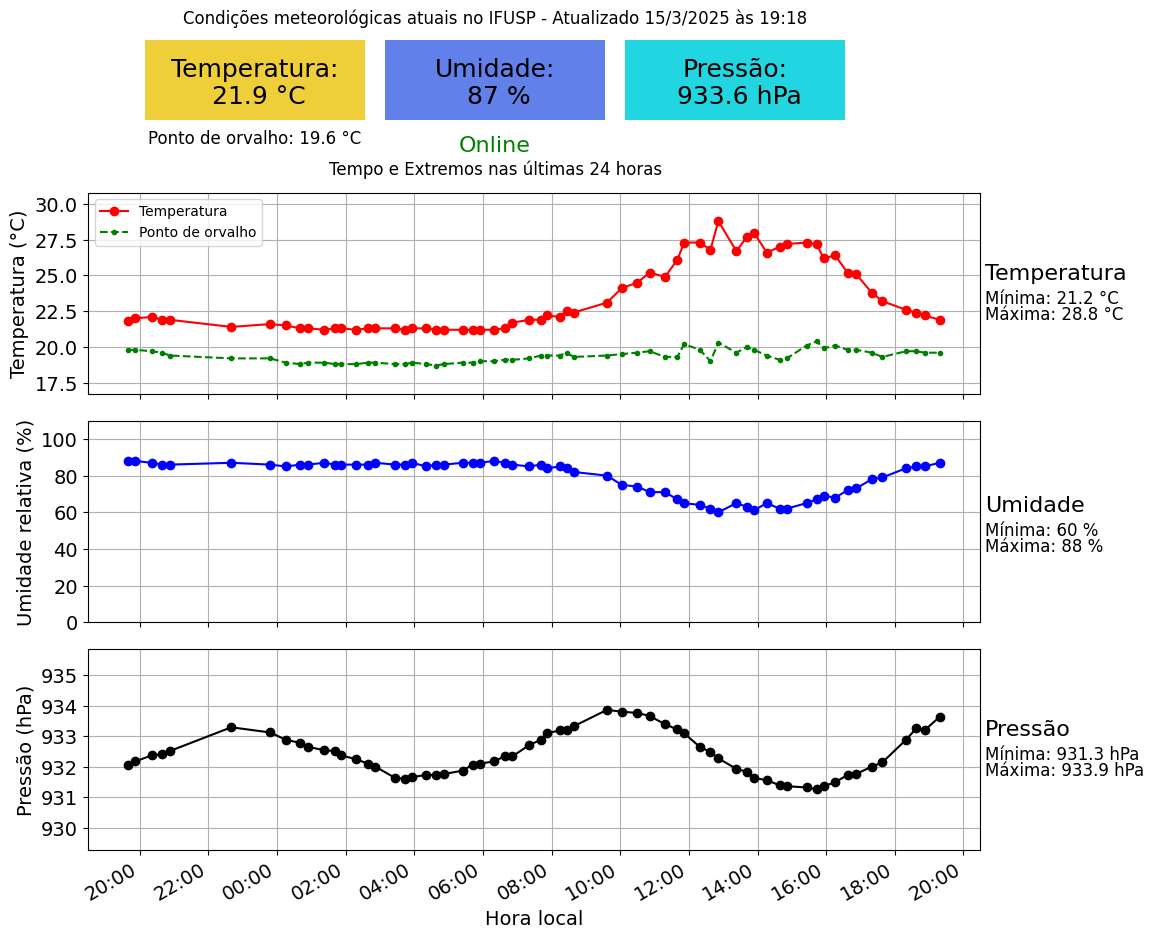 Condições meteorológicas atuais no IFUSP - Atualizado 15/3/2025 às 19:18
Temperatura:
21.9 °C
Umidade:
87 %
Pressão:
933.6 hPa
Ponto de orvalho: 19.6 °C
Online
Tempo e Extremos nas últimas 24 horas
Temperatura (°C)
30.0
27.5
25.0
22.5
20.0
17.5
Temperatura
Ponto de orvalho
Temperatura
Mínima: 21.2 °C
Máxima: 28.8 °C
Umidade relativa (%)
100
80
60
40
20
0
Umidade
Mínima: 60 %
Máxima: 88 %
Pressão (hPa)
935
934
933
932
931
930
Pressão
Mínima: 931.3 hPa
Máxima: 933.9 hPa
20:00 22:00 00:00 02:00 04:00 06:00 08:00 10:00 12:00 14:00 16:00 18:00 20:00
Hora local